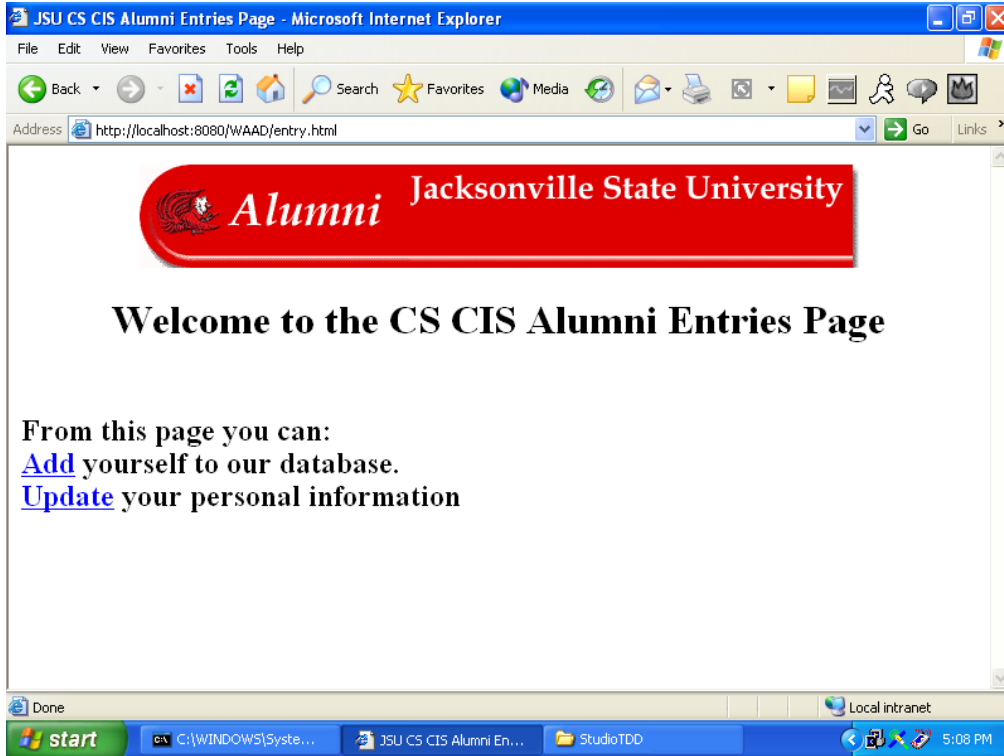 JSU CS CIS Alumni Entries Page - Microsoft Internet Explorer
File Edit View Favorites Tools Help
Back Search Favorites Media
Address http://localhost:8080/WAAD/entry.html Go Links
Alumni Jacksonville State University
Welcome to the CS CIS Alumni Entries Page
From this page you can:
Add yourself to our database.
Update your personal information
Done Local intranet
start C:\WINDOWS\Syste... JSU CS CIS Alumni En... StudioTDD 5:08 PM